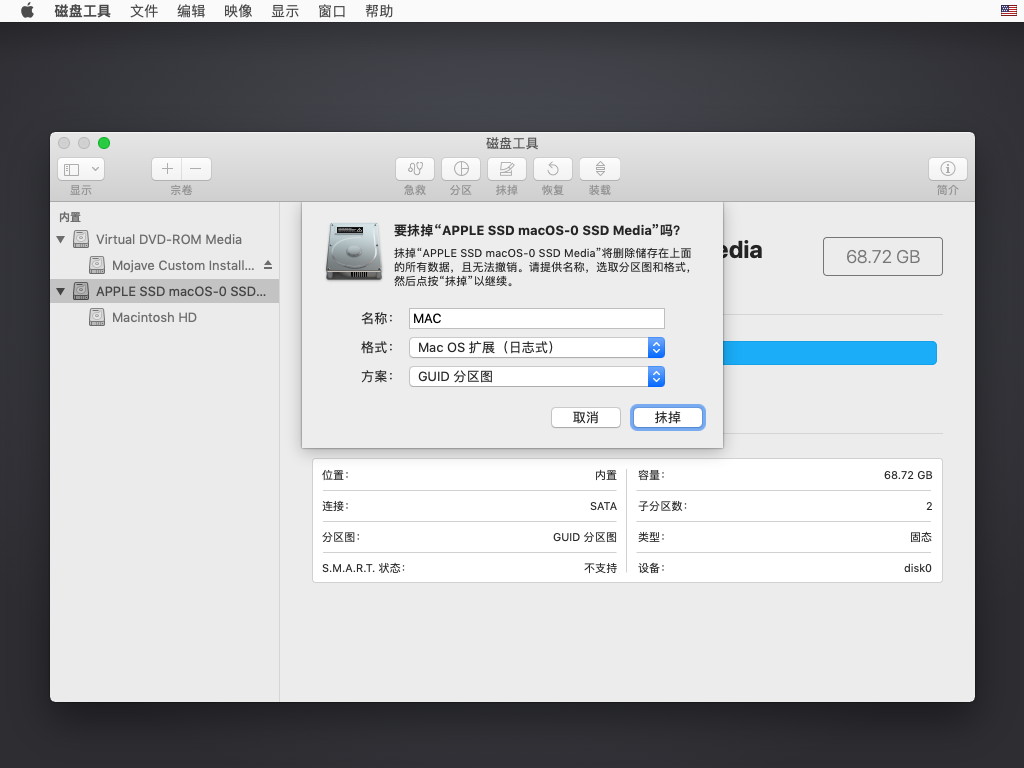 磁盘工具 文件 编辑 映像 显示 窗口 帮助
磁盘工具
显示 宗卷 急救 分区 抹掉 恢复 装载 简介
内置
Virtual DVD-ROM Media
Mojave Custom Install...
APPLE SSD macOS-0 SSD...
Macintosh HD
要抹掉“APPLE SSD macOS-0 SSD Media”吗?
抹掉“APPLE SSD macOS-0 SSD Media”将删除储存在上面
的所有数据，且无法撤销。请提供名称，选取分区图和格式，
然后点按“抹掉”以继续。
名称： MAC
格式： Mac OS 扩展（日志式）
方案： GUID 分区图
取消 抹掉
edia
68.72 GB
位置： 内置 容量： 68.72 GB
连接： SATA 子分区数： 2
分区图： GUID 分区图 类型： 固态
S.M.A.R.T. 状态： 不支持 设备： disk0